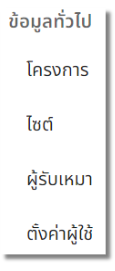 ข้อมูลทั่วไป
โครงการ
ไซต์
ผู้รับเหมา
ตั้งค่าผู้ใช้